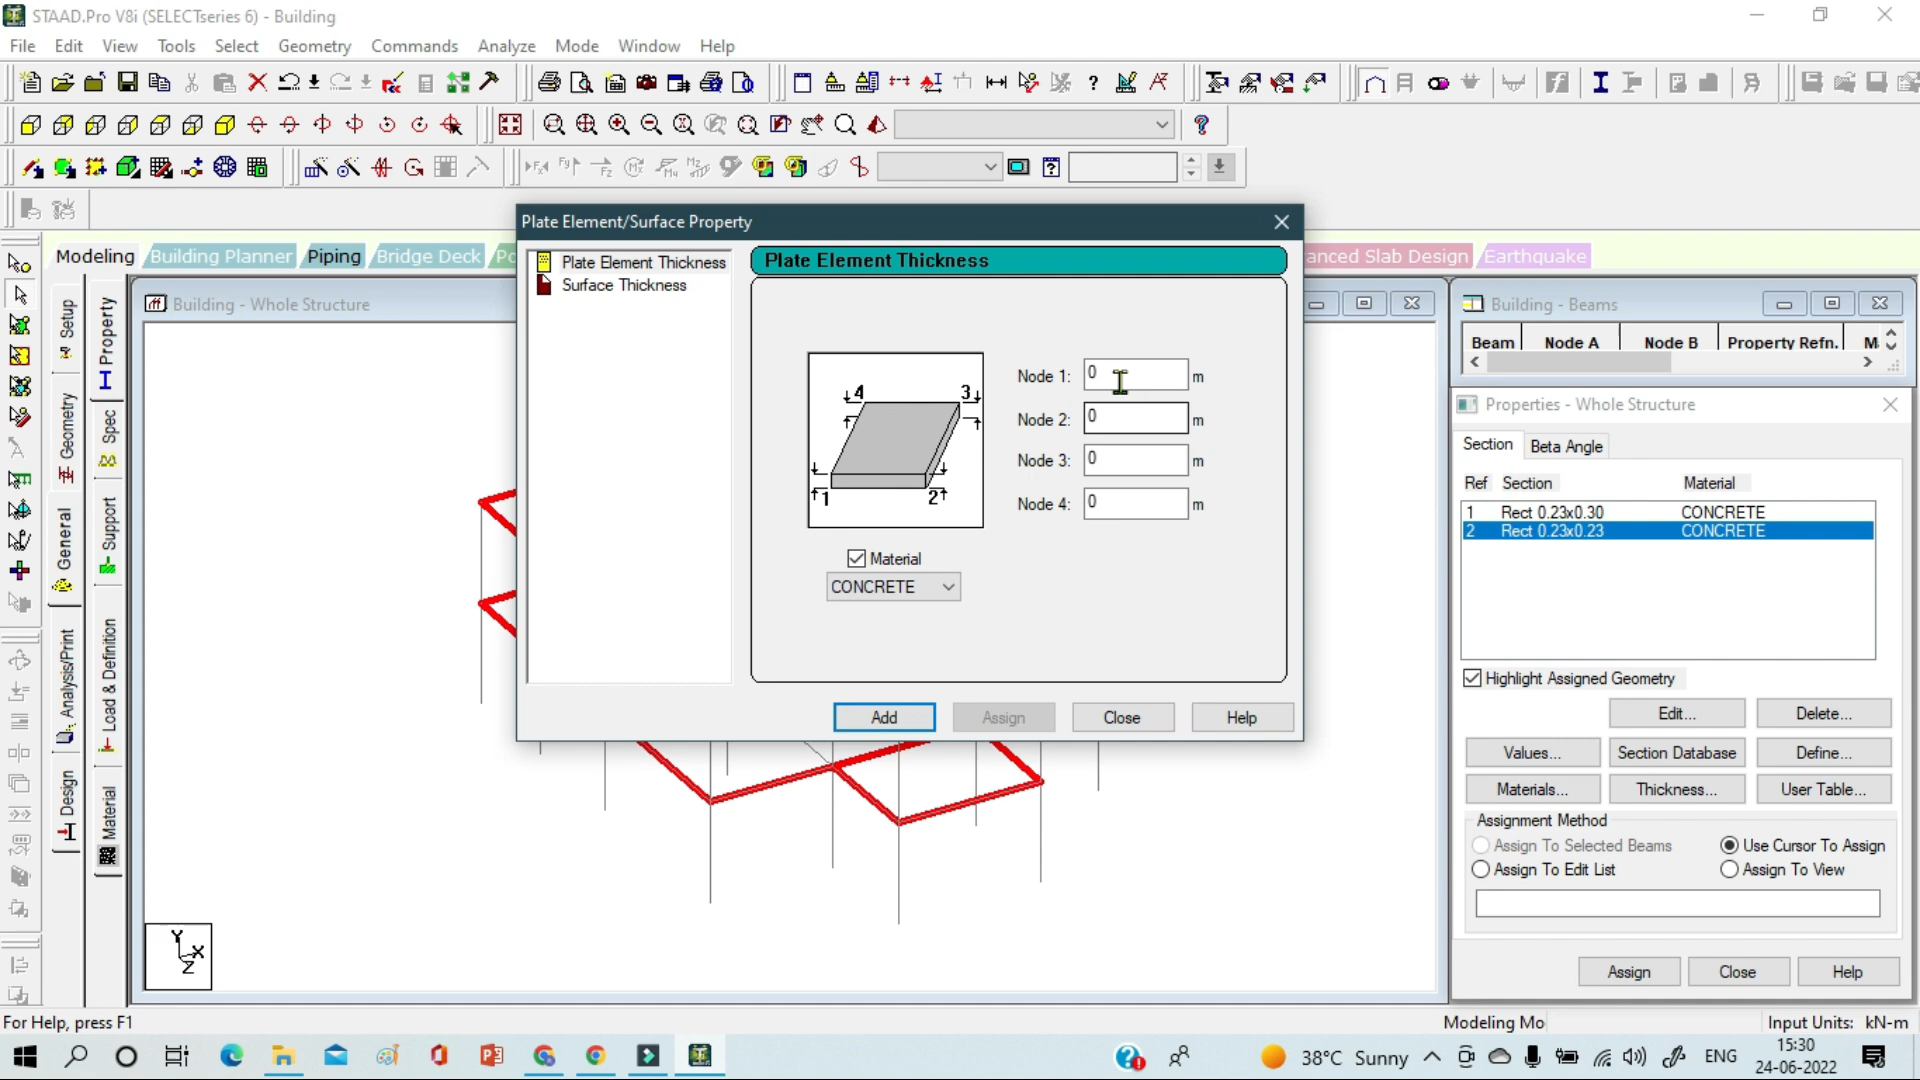 STAAD.Pro V8i (SELECTseries 6) - Building
File Edit View Tools Select Geometry Commands Analyze Mode Window Help
Modeling Building Planner Piping Bridge Deck Po anced Slab Design Earthquake
Setup
Geometry
General
Analysis/Print
Design
Property
Spec
Support
Load & Definition
Material
Building - Whole Structure
Plate Element/Surface Property
Plate Element Thickness
Surface Thickness
Plate Element Thickness
4 3
1 2
Node 1: 0 m
Node 2: 0 m
Node 3: 0 m
Node 4: 0 m
Material
CONCRETE
Add Assign Close Help
Y
X
Z
Building - Beams
Beam Node A Node B Property Refn.
Properties - Whole Structure
Section Beta Angle
Ref Section Material
1 Rect 0.23x0.30 CONCRETE
2 Rect 0.23x0.23 CONCRETE
Highlight Assigned Geometry
Edit... Delete...
Values... Section Database Define...
Materials... Thickness... User Table...
Assignment Method
Assign To Selected Beams Use Cursor To Assign
Assign To Edit List Assign To View
Assign Close Help
For Help, press F1 Modeling Mo Input Units: kN-m
38°C Sunny ENG 15:30
24-06-2022